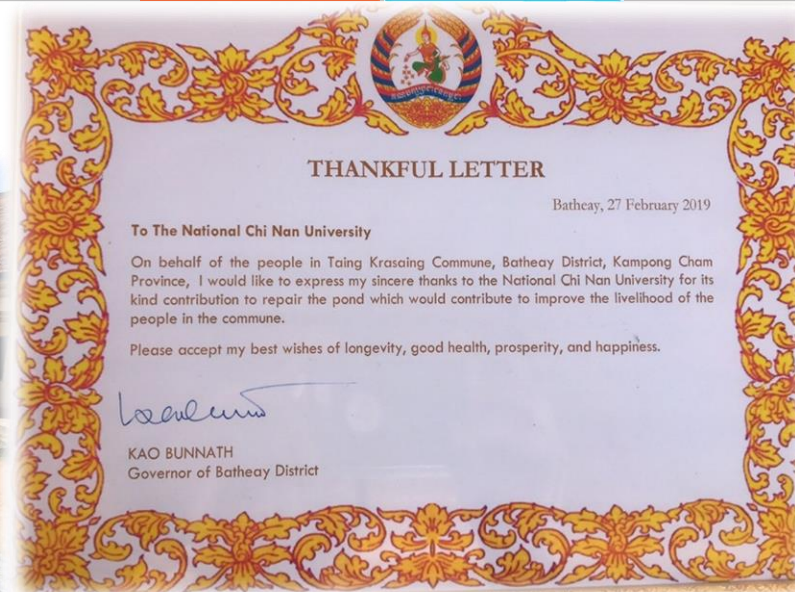 THANKFUL LETTER
Batheay, 27 February 2019
To The National Chi Nan University
On behalf of the people in Taing Krasaing Commune, Batheay District, Kampong Cham
Province, I would like to express my sincere thanks to the National Chi Nan University for its
kind contribution to repair the pond which would contribute to improve the livelihood of the
people in the commune.
Please accept my best wishes of longevity, good health, prosperity, and happiness.
KAO BUNNATH
Governor of Batheay District